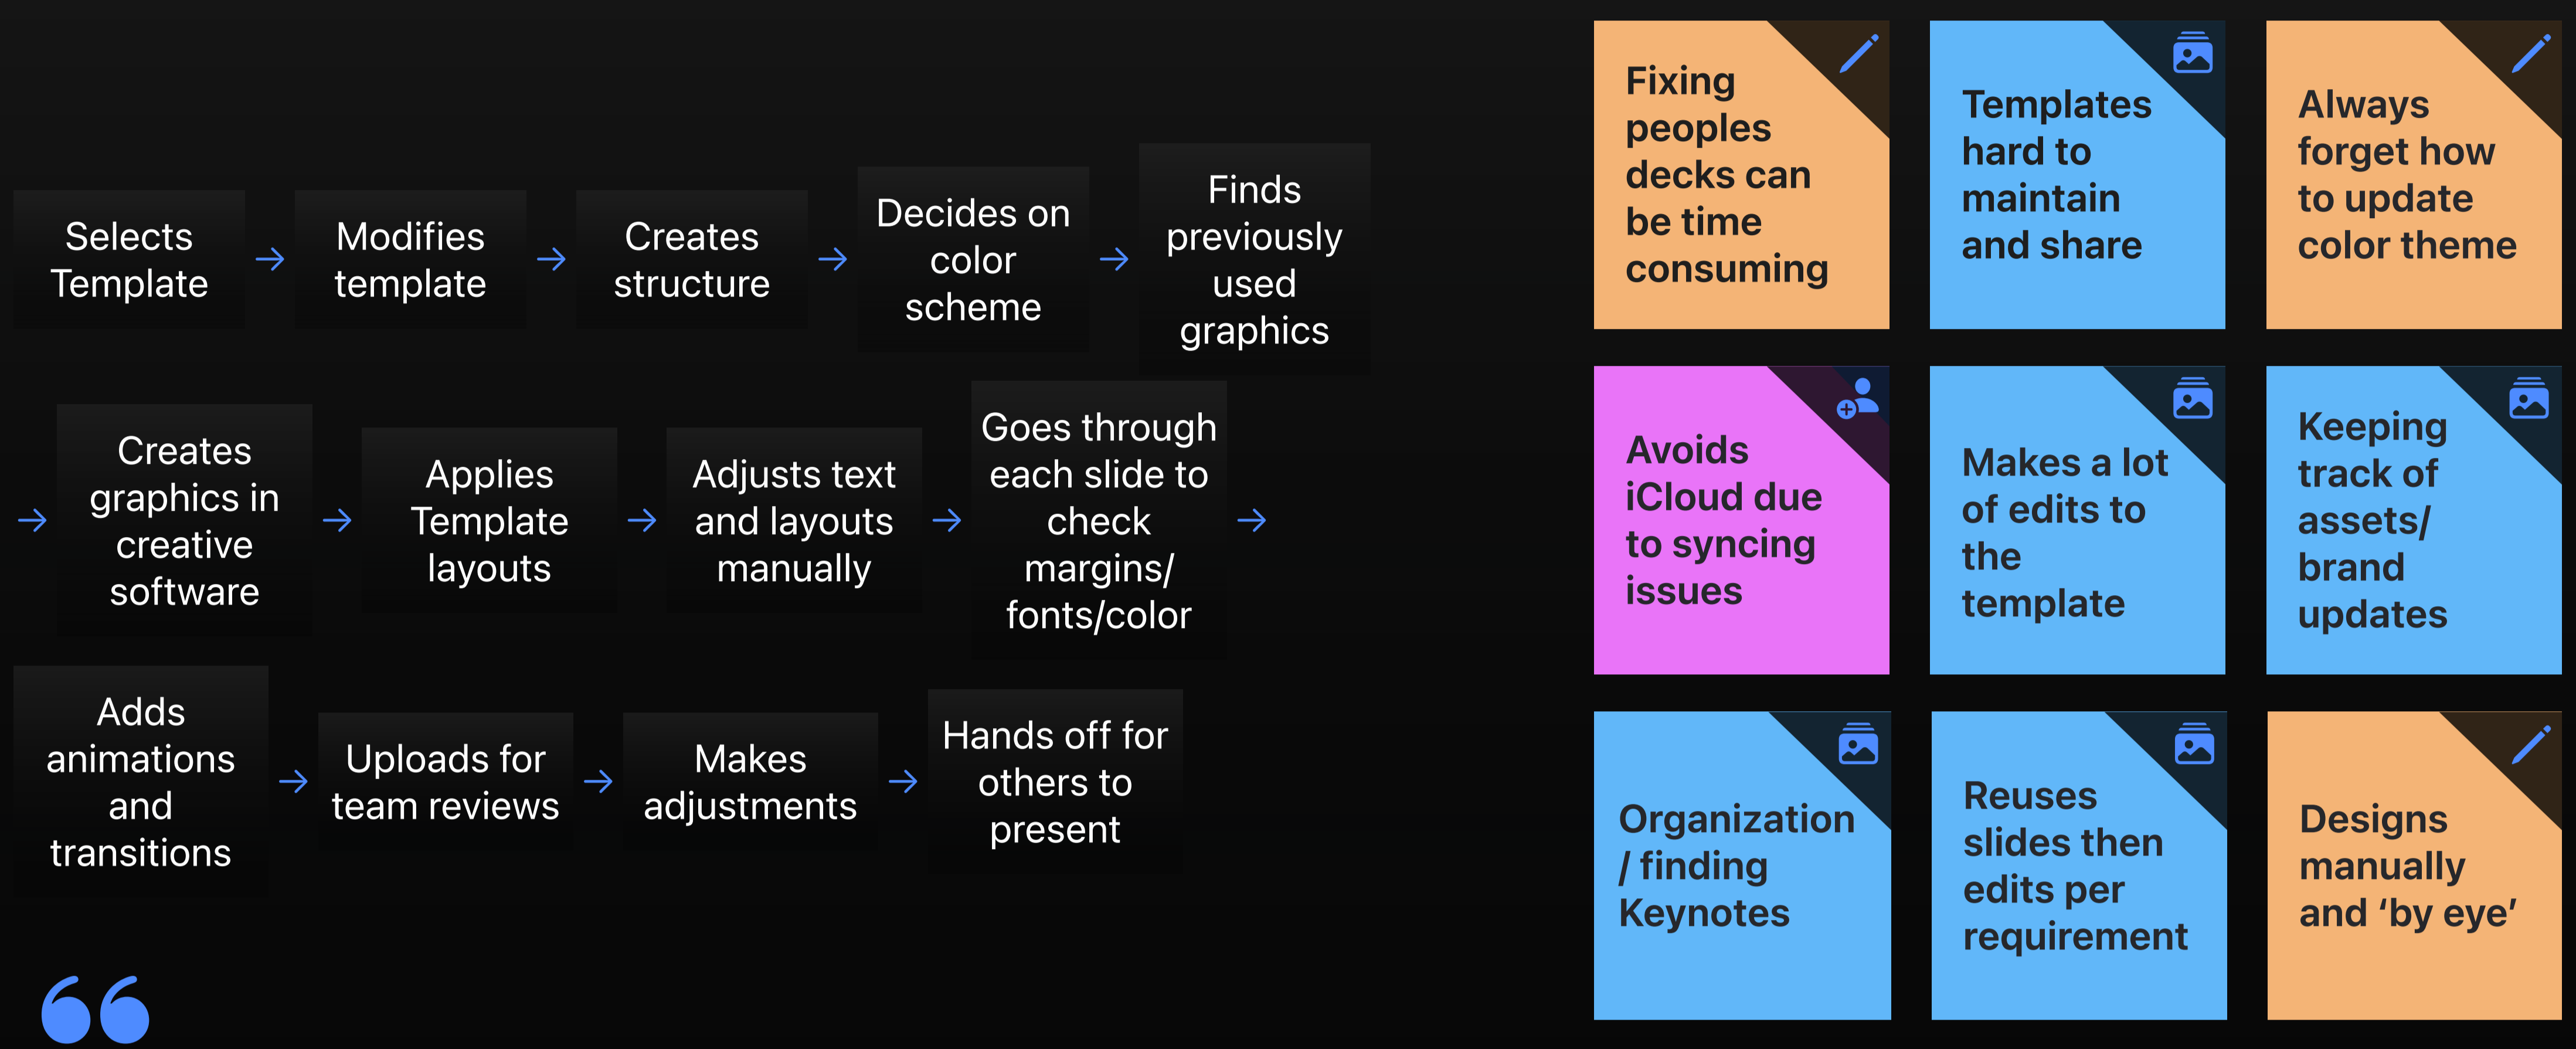 Selects
Template
Modifies
template
Creates
structure
Decides on
color
scheme
Finds
previously
used
graphics
Creates
graphics in
creative
software
Applies
Template
layouts
Adjusts text
and layouts
manually
Goes through
each slide to
check
margins/
fonts/color
Adds
animations
and
transitions
Uploads for
team reviews
Makes
adjustments
Hands off for
others to
present
“
Fixing
peoples
decks can
be time
consuming
Templates
hard to
maintain
and share
Always
forget how
to update
color theme
Avoids
iCloud due
to syncing
issues
Makes a lot
of edits to
the
template
Keeping
track of
assets/
brand
updates
Organization
/ finding
Keynotes
Reuses
slides then
edits per
requirement
Designs
manually
and ‘by eye’